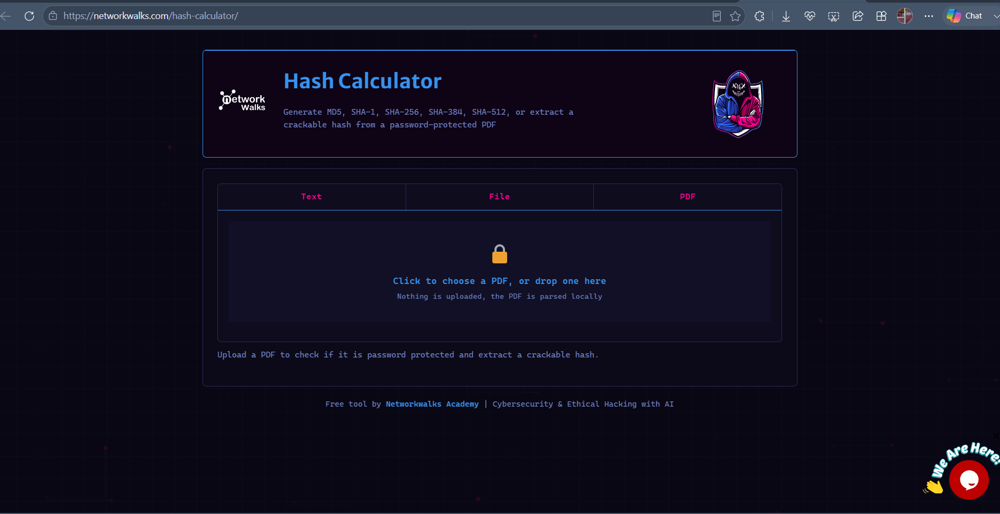 https://networkwalks.com/hash-calculator/
Chat
network
Walks
Hash Calculator
Generate MD5, SHA-1, SHA-256, SHA-384, SHA-512, or extract a
crackable hash from a password-protected PDF
Text
File
PDF
Click to choose a PDF, or drop one here
Nothing is uploaded, the PDF is parsed locally
Upload a PDF to check if it is password protected and extract a crackable hash.
Free tool by Networkwalks Academy | Cybersecurity & Ethical Hacking with AI
We Are Here!